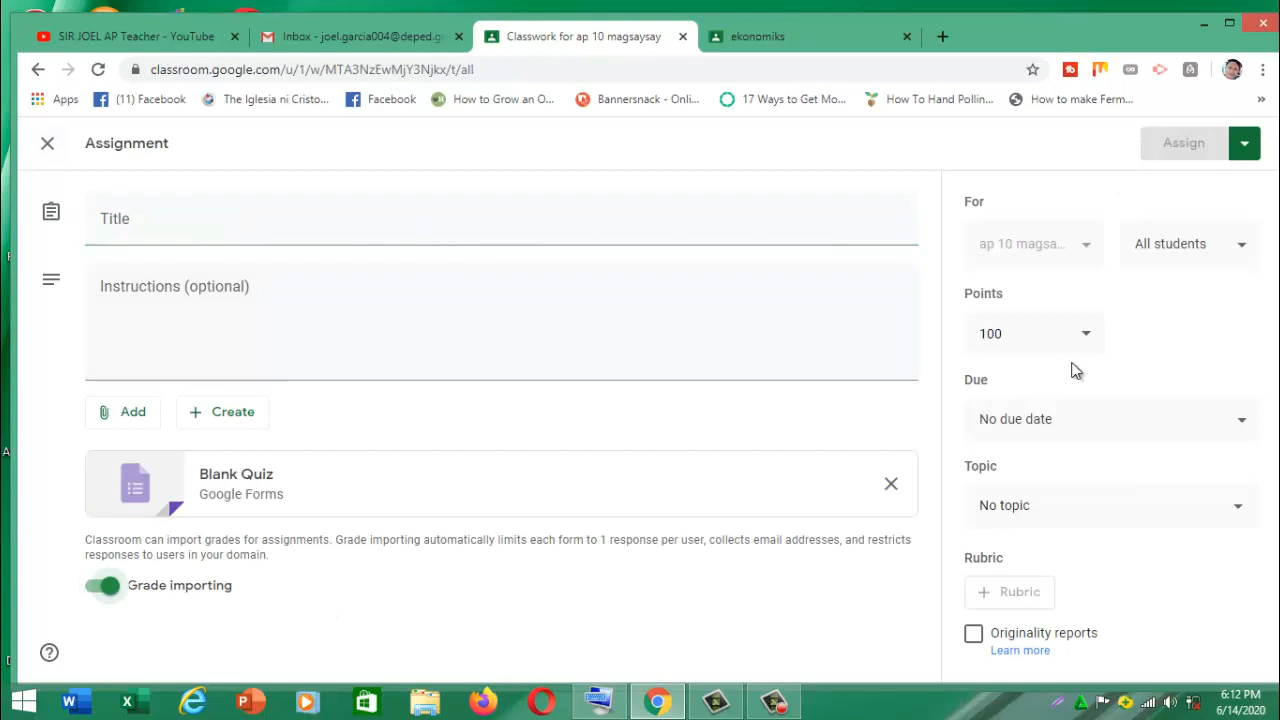 SIR JOEL AP Teacher - YouTube
Inbox - joel.garcia004@deped.g
Classwork for ap 10 magsaysay
ekonomiks
classroom.google.com/u/1/w/MTA3NzEwMjY3Njkx/t/all
Apps
(11) Facebook
The Iglesia ni Cristo...
Facebook
How to Grow an O...
Bannersnack - Onli...
17 Ways to Get Mo...
How To Hand Pollin...
How to make Ferm...
»
Assignment
Assign
Title
Instructions (optional)
Add
Create
Blank Quiz
Google Forms
Classroom can import grades for assignments. Grade importing automatically limits each form to 1 response per user, collects email addresses, and restricts
responses to users in your domain.
Grade importing
For
ap 10 magsa...
All students
Points
100
Due
No due date
Topic
No topic
Rubric
Rubric
Originality reports
Learn more
6:12 PM
6/14/2020